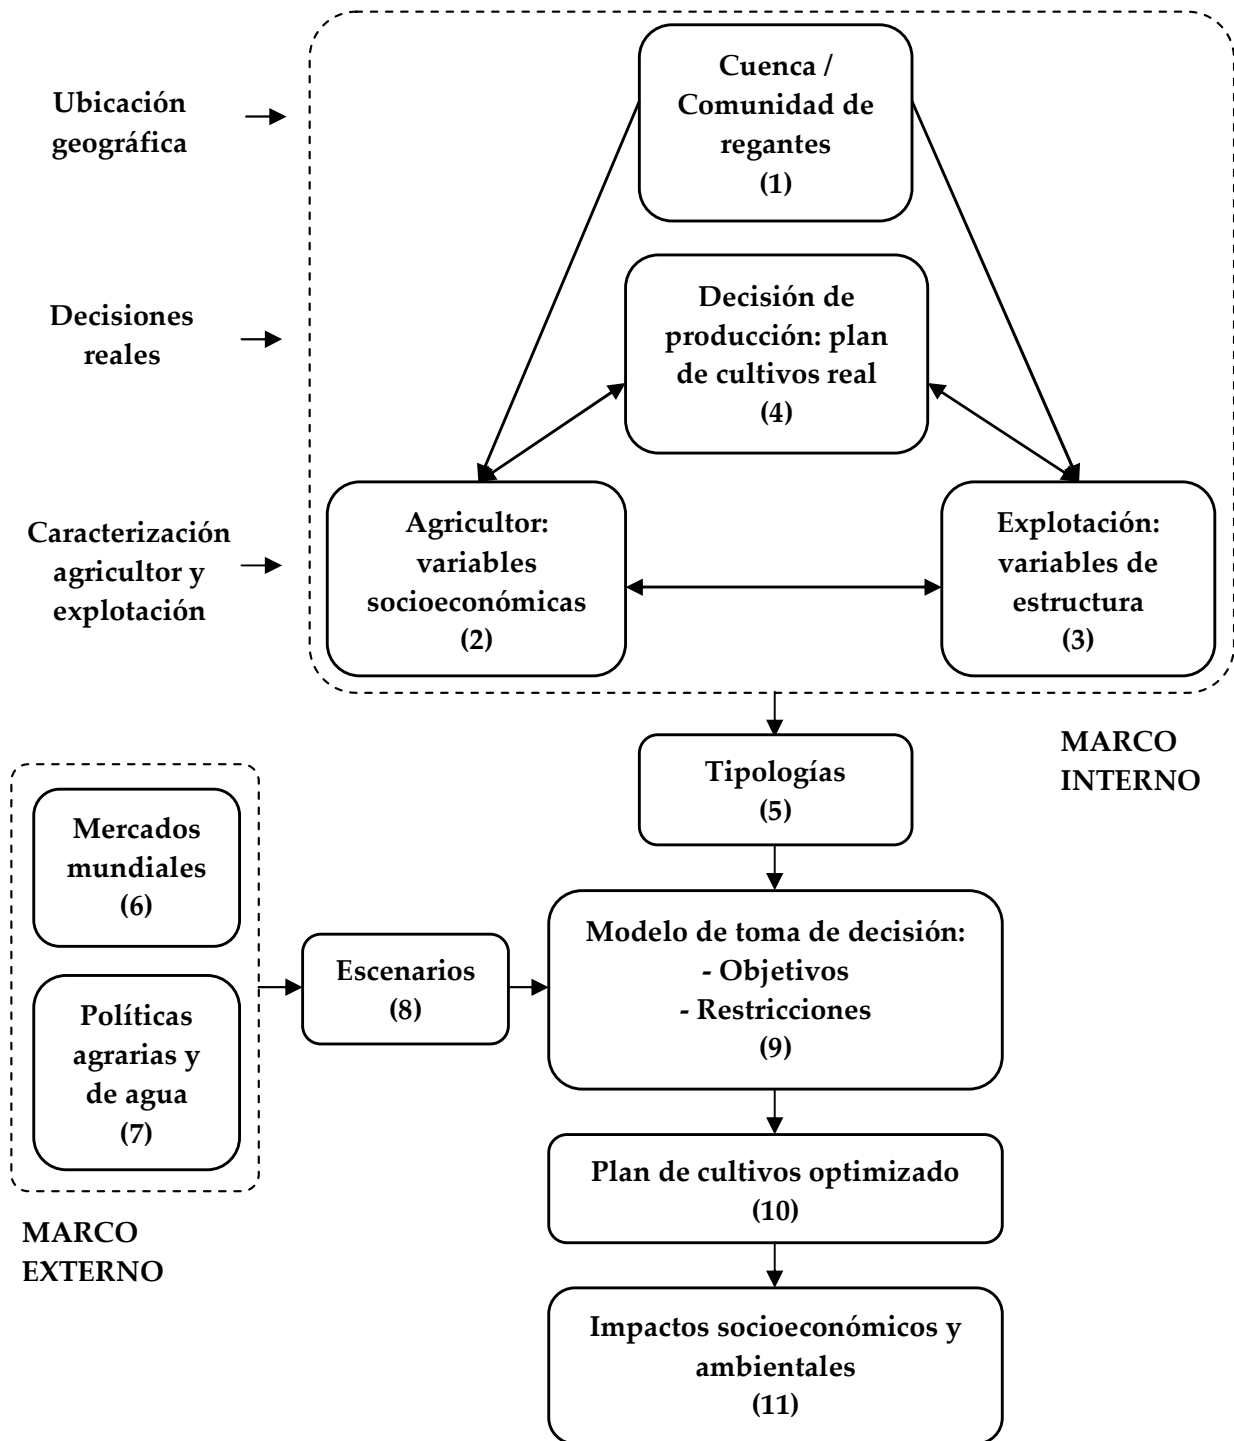 Cuenca /
Comunidad de
regantes
(1)
Ubicación
geográfica
Decisión de
producción: plan
de cultivos real
(4)
Decisiones
reales
Caracterización
agricultor y
explotación
Agricultor:
variables
socioeconómicas
(2)
Explotación:
variables de
estructura
(3)
MARCO
INTERNO
Tipologías
(5)
Mercados
mundiales
(6)
Políticas
agrarias y
de agua
(7)
MARCO
EXTERNO
Escenarios
(8)
Modelo de toma de decisión:
- Objetivos
- Restricciones
(9)
Plan de cultivos optimizado
(10)
Impactos socioeconómicos y
ambientales
(11)